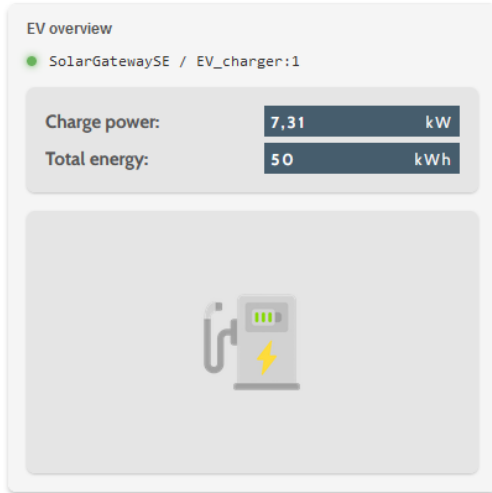 EV overview
SolarGatewaySE / EV_charger:1
Charge power: 7,31 kW
Total energy: 50 kWh